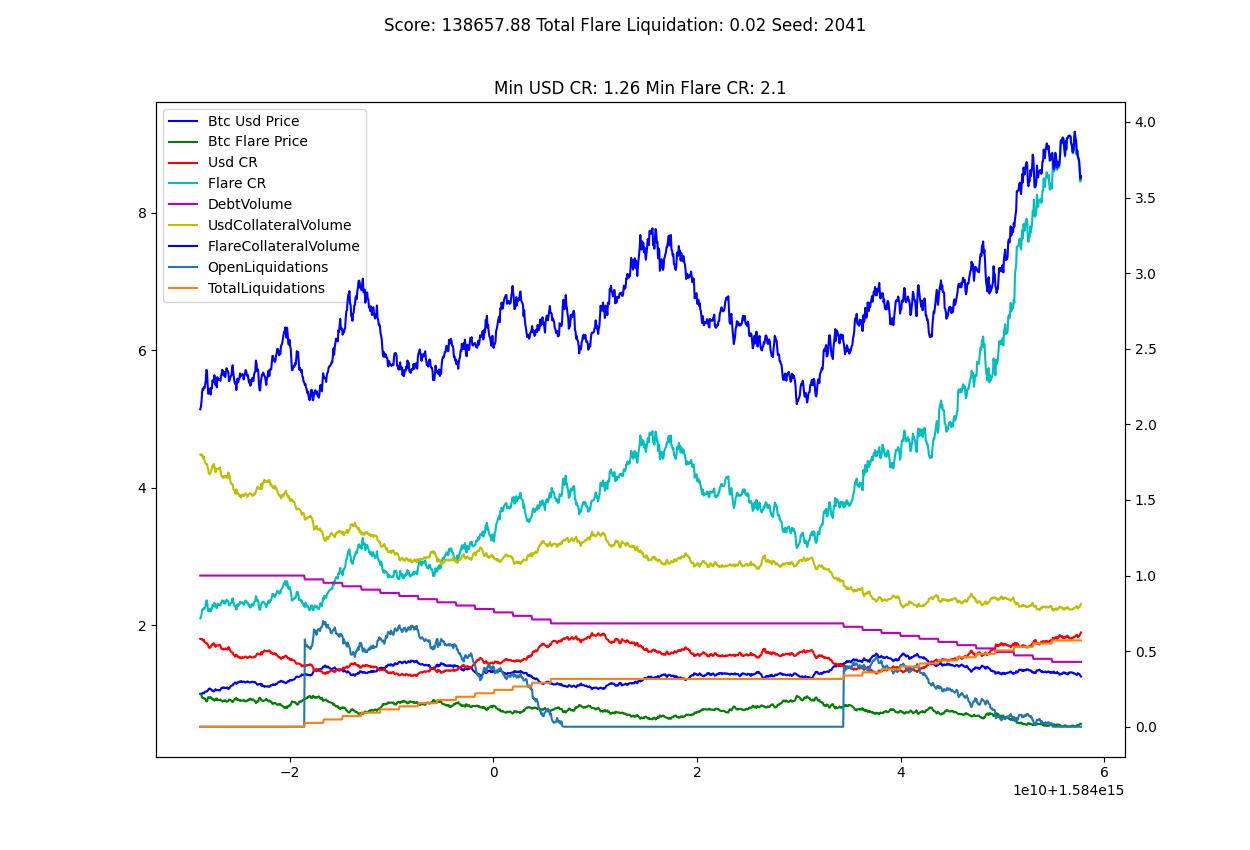 Score: 138657.88 Total Flare Liquidation: 0.02 Seed: 2041
Min USD CR: 1.26 Min Flare CR: 2.1
Btc Usd Price
Btc Flare Price
Usd CR
Flare CR
DebtVolume
UsdCollateralVolume
FlareCollateralVolume
OpenLiquidations
TotalLiquidations
8
6
4
2
4.0
3.5
3.0
2.5
2.0
1.5
1.0
0.5
0.0
−2
0
2
4
6
1e10+1.584e15